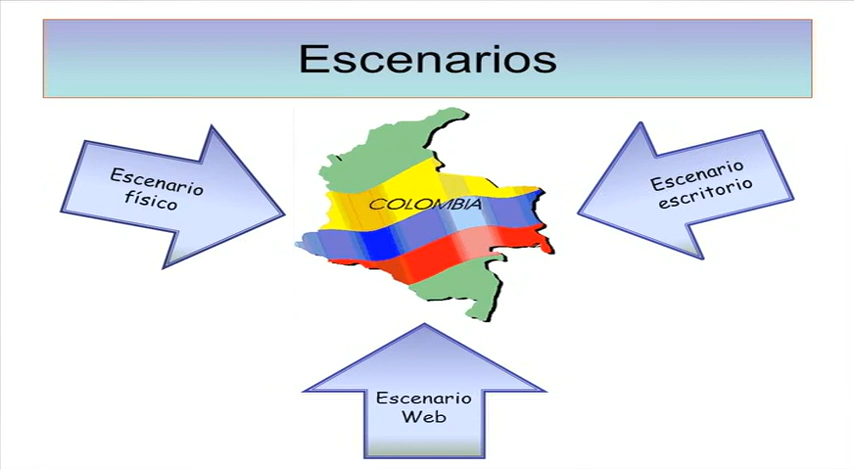 Escenarios
Escenario
físico
COLOMBIA
Escenario
escritorio
Escenario
Web